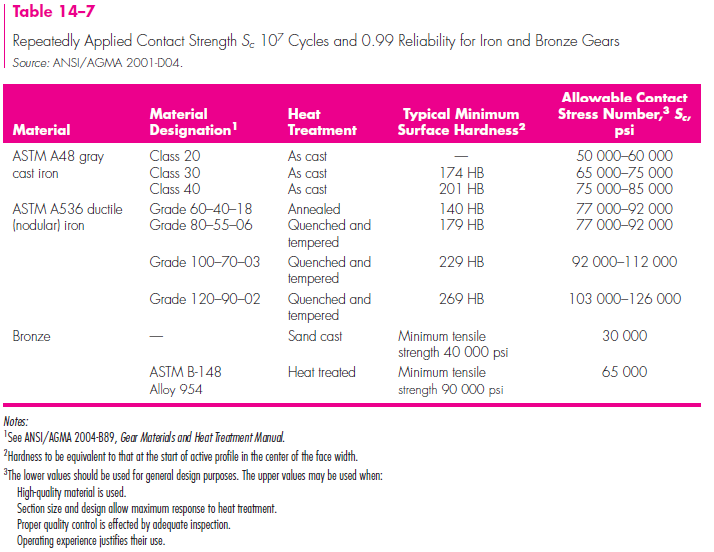 Table 14–7
Repeatedly Applied Contact Strength Sc 10⁷ Cycles and 0.99 Reliability for Iron and Bronze Gears
Source: ANSI/AGMA 2001-D04.
Material
Material Designation¹
Heat Treatment
Typical Minimum Surface Hardness²
Allowable Contact Stress Number,³ Sc, psi
ASTM A48 gray cast iron
Class 20 As cast — 50 000–60 000
Class 30 As cast 174 HB 65 000–75 000
Class 40 As cast 201 HB 75 000–85 000
ASTM A536 ductile (nodular) iron
Grade 60–40–18 Annealed 140 HB 77 000–92 000
Grade 80–55–06 Quenched and tempered 179 HB 77 000–92 000
Grade 100–70–03 Quenched and tempered 229 HB 92 000–112 000
Grade 120–90–02 Quenched and tempered 269 HB 103 000–126 000
Bronze — Sand cast Minimum tensile strength 40 000 psi 30 000
ASTM B-148 Alloy 954 Heat treated Minimum tensile strength 90 000 psi 65 000
Notes:
¹See ANSI/AGMA 2004-B89, Gear Materials and Heat Treatment Manual.
²Hardness to be equivalent to that at the start of active profile in the center of the face width.
³The lower values should be used for general design purposes. The upper values may be used when:
High-quality material is used.
Section size and design allow maximum response to heat treatment.
Proper quality control is effected by adequate inspection.
Operating experience justifies their use.